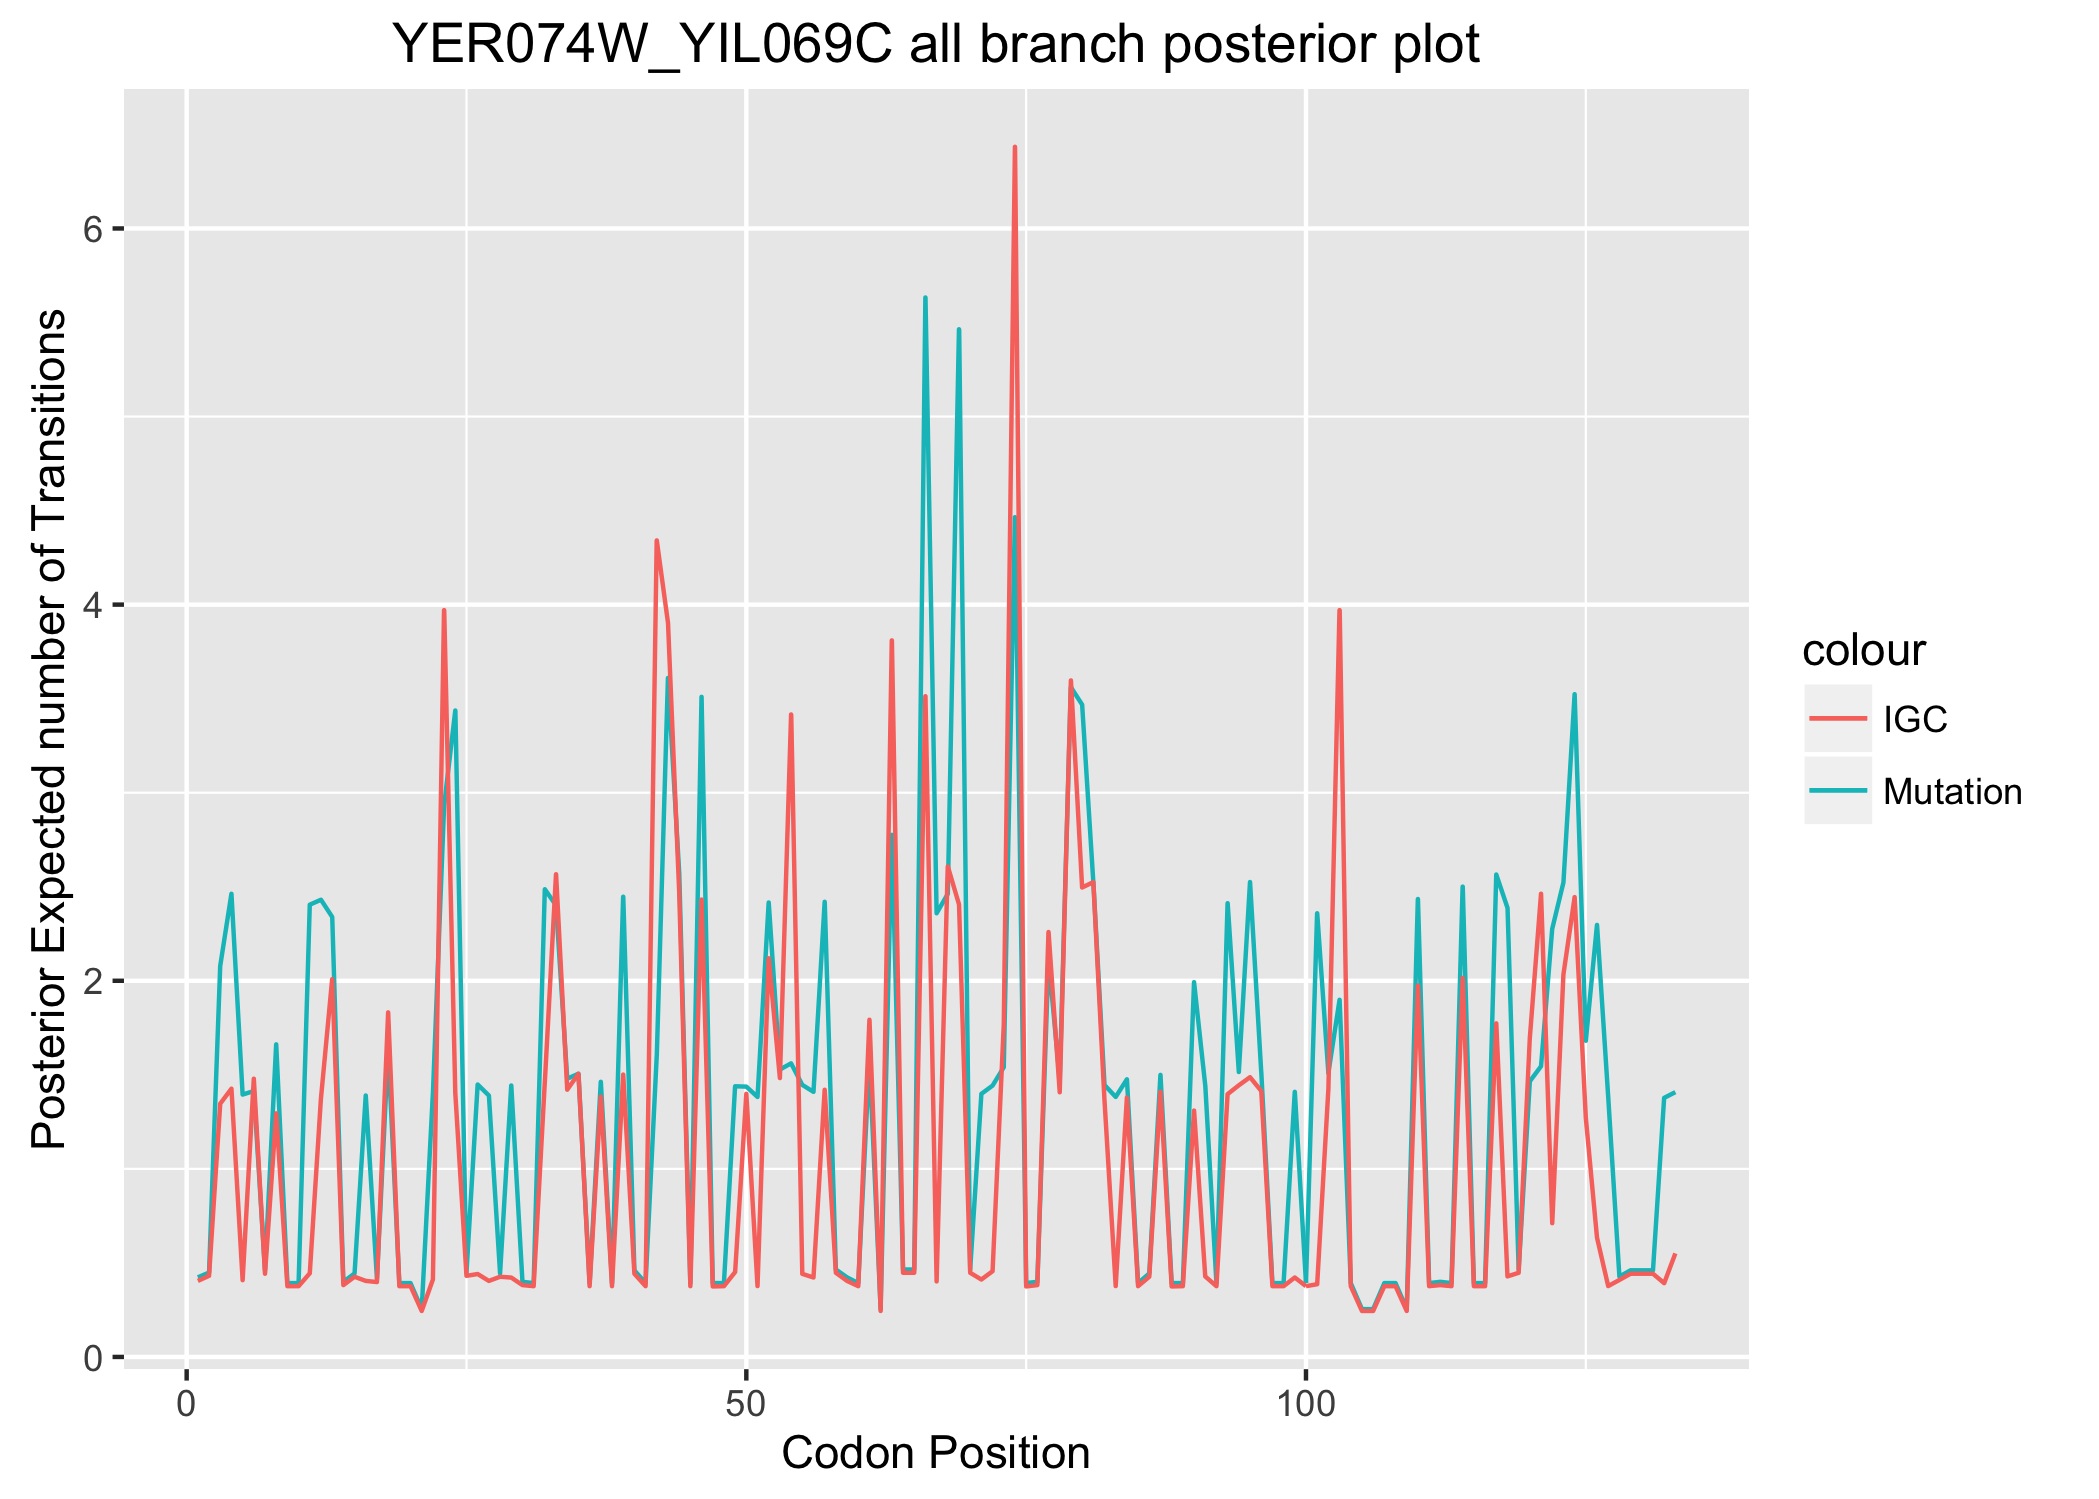 YER074W_YIL069C all branch posterior plot
Posterior Expected number of Transitions
6
4
2
0
0 50 100
Codon Position
colour
IGC
Mutation